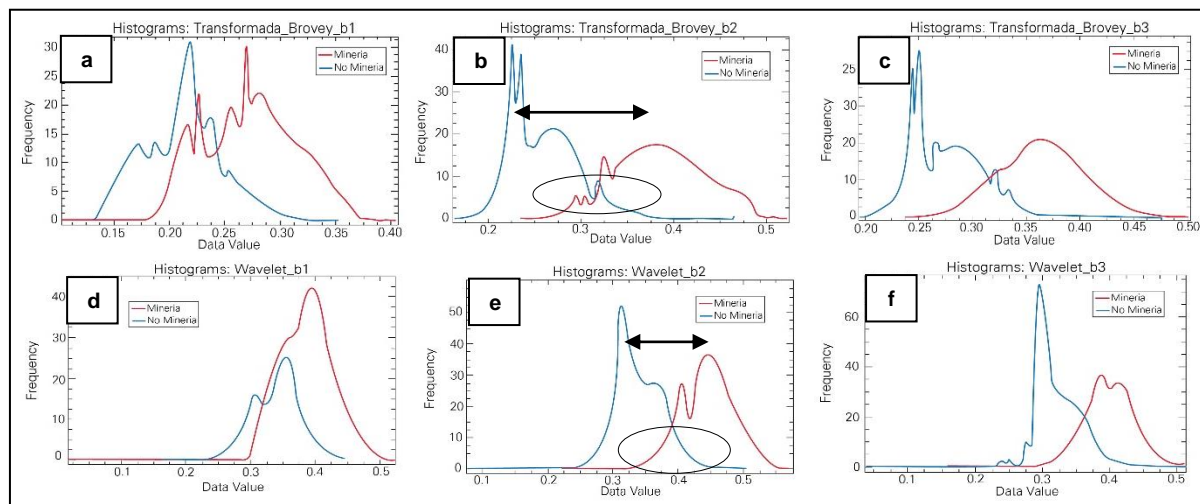 Histograms: Transformada_Brovey_b1
a
Mineria
No Mineria
30
25
20
15
10
5
0
Frequency
0.15 0.20 0.25 0.30 0.35 0.40
Data Value
Histograms: Transformada_Brovey_b2
b
Mineria
No Mineria
40
30
20
10
0
Frequency
0.2 0.3 0.4 0.5
Data Value
Histograms: Transformada_Brovey_b3
c
Mineria
No Mineria
25
20
10
0
Frequency
0.20 0.25 0.30 0.35 0.40 0.45 0.50
Data Value
Histograms: Wavelet_b1
d
Mineria
No Mineria
40
30
20
10
0
Frequency
0.1 0.2 0.3 0.4 0.5
Data Value
Histograms: Wavelet_b2
e
Mineria
No Mineria
50
40
30
20
10
0
Frequency
0.1 0.2 0.3 0.4 0.5
Data Value
Histograms: Wavelet_b3
f
Mineria
No Mineria
60
40
20
0
Frequency
0.1 0.2 0.3 0.4 0.5
Data Value